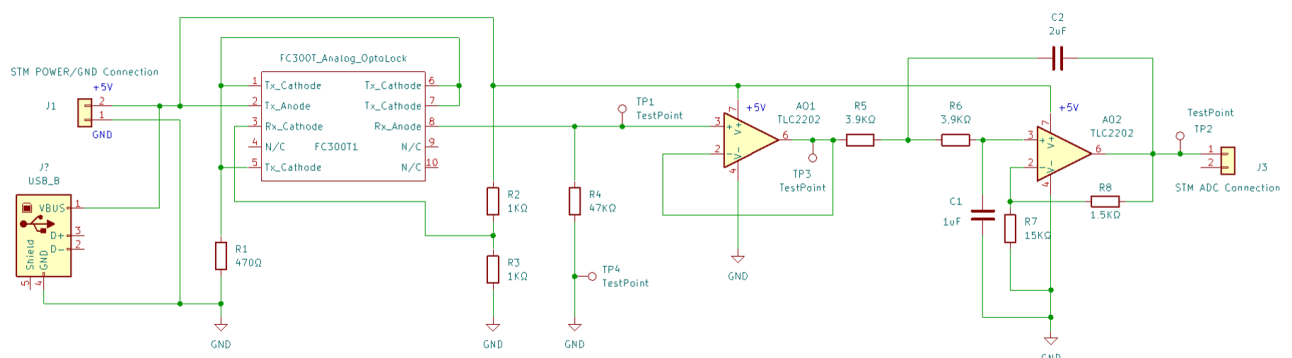 C2
2uF
FC300T_Analog_OptoLock
STM POWER/GND Connection
+5V
J1
2
1
GND
1 Tx_Cathode
2 Tx_Anode
3 Rx_Cathode
4 N/C
5 Tx_Cathode
Tx_Cathode 6
Tx_Cathode 7
Rx_Anode 8
N/C 9
N/C 10
FC300T1
TP1
TestPoint
+5V
AO1
TLC2202
7
V+
3 +
2 -
6
V-
4
R5
3.9KΩ
R6
3.9KΩ
+5V
AO2
TLC2202
7
V+
3 +
2 -
6
V-
4
TestPoint
TP2
1
2
J3
STM ADC Connection
TP3
TestPoint
J?
USB_B
VBUS 1
D+ 3
D- 2
Shield
GND
5
4
R1
470Ω
R2
1KΩ
R3
1KΩ
R4
47KΩ
TP4
TestPoint
C1
1uF
R7
15KΩ
R8
1.5KΩ
GND
GND
GND
GND
GND